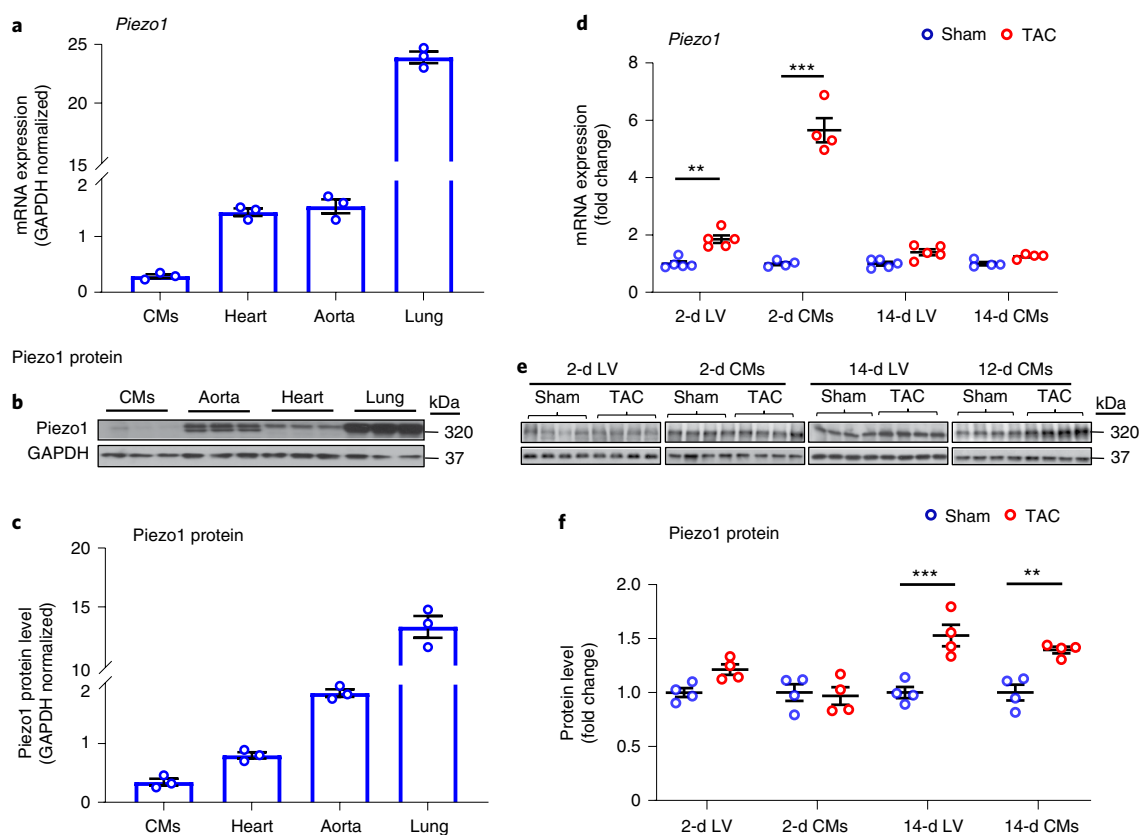 a
Piezo1
mRNA expression
(GAPDH normalized)
25
20
15
2
1
0
CMs Heart Aorta Lung
Piezo1 protein
b
CMs Aorta Heart Lung kDa
Piezo1 320
GAPDH 37
c
Piezo1 protein
Piezo1 protein level
(GAPDH normalized)
20
15
10
2
1
0
CMs Heart Aorta Lung
d
Piezo1
Sham TAC
mRNA expression
(fold change)
8
6
4
2
0
**
***
2-d LV 2-d CMs 14-d LV 14-d CMs
e
2-d LV 2-d CMs 14-d LV 12-d CMs
Sham TAC Sham TAC Sham TAC Sham TAC kDa
320
37
f
Piezo1 protein
Sham TAC
Protein level
(fold change)
2.0
1.5
1.0
0.5
0
***
**
2-d LV 2-d CMs 14-d LV 14-d CMs